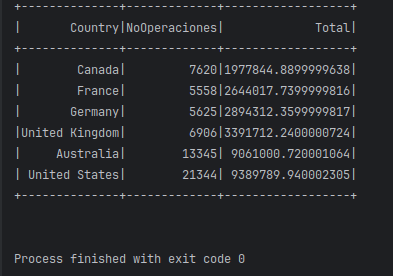 +--------------+------------+------------------+
|       Country|NoOperaciones|             Total|
+--------------+------------+------------------+
|        Canada|         7620|1977844.8899999638|
|        France|         5558|2644017.7399999816|
|       Germany|         5625|2894312.3599999817|
|United Kingdom|         6906|3391712.2400000724|
|     Australia|        13345| 9061000.720001064|
| United States|        21344| 9389789.940002305|
+--------------+------------+------------------+
Process finished with exit code 0